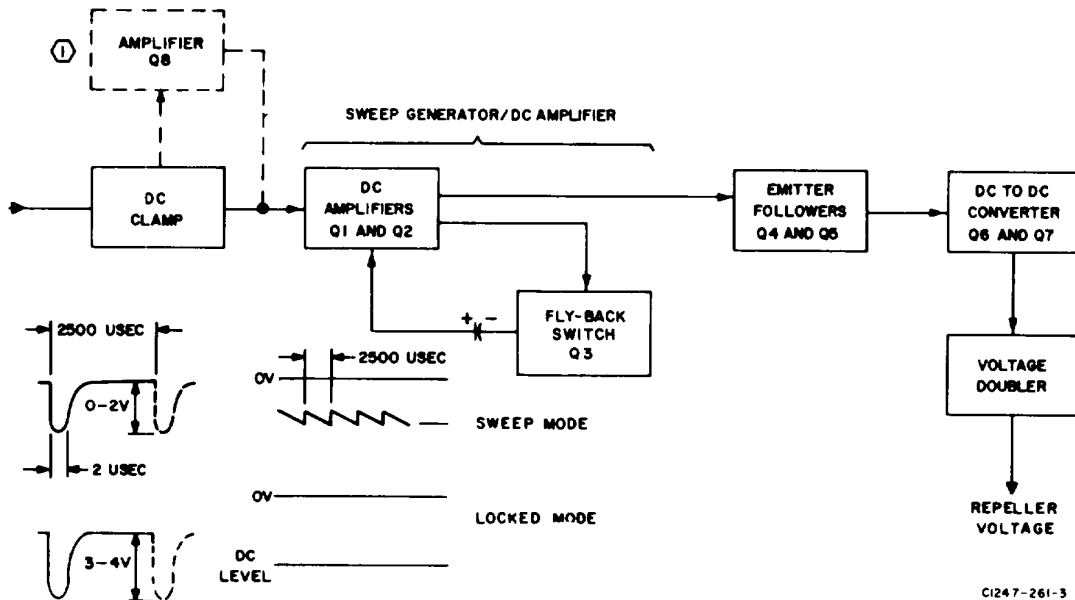 1
AMPLIFIER
Q8
SWEEP GENERATOR/DC AMPLIFIER
DC
CLAMP
DC
AMPLIFIERS
Q1 AND Q2
EMITTER
FOLLOWERS
Q4 AND Q5
DC TO DC
CONVERTER
Q6 AND Q7
+ -
FLY-BACK
SWITCH
Q3
VOLTAGE
DOUBLER
REPELLER
VOLTAGE
2500 USEC
0-2V
2 USEC
2500 USEC
0V
SWEEP MODE
0V
LOCKED MODE
3-4V
DC
LEVEL
C1247-261-3